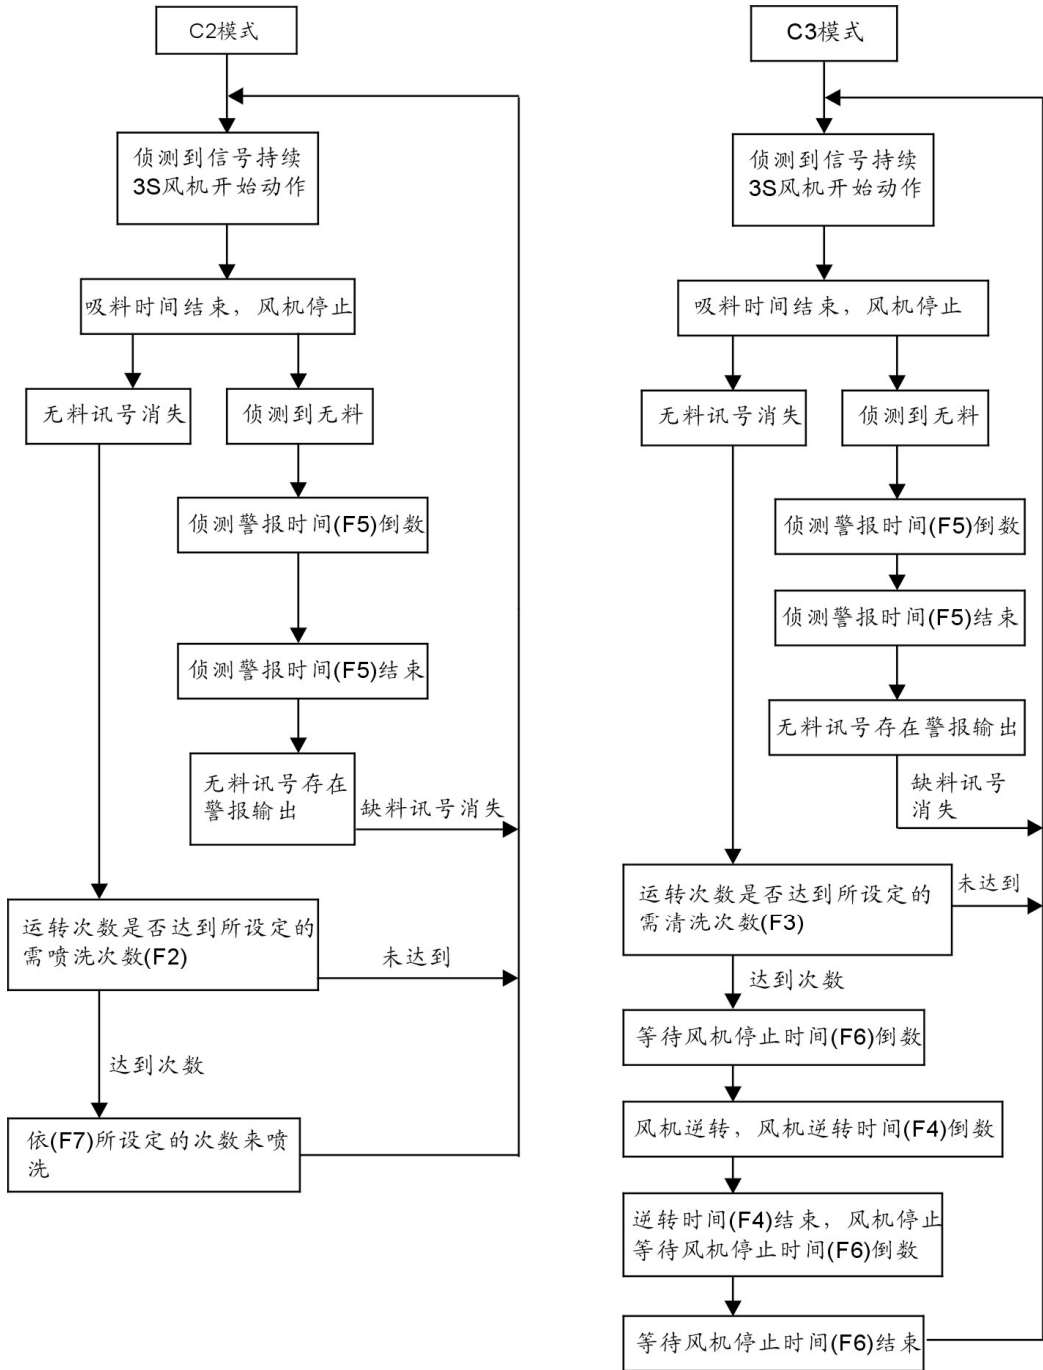 C2模式
侦测到信号持续
3S风机开始动作
吸料时间结束，风机停止
无料讯号消失
侦测到无料
侦测警报时间(F5)倒数
侦测警报时间(F5)结束
无料讯号存在
警报输出
缺料讯号消失
运转次数是否达到所设定的
需喷洗次数(F2)
未达到
达到次数
依(F7)所设定的次数来喷
洗
C3模式
侦测到信号持续
3S风机开始动作
吸料时间结束，风机停止
无料讯号消失
侦测到无料
侦测警报时间(F5)倒数
侦测警报时间(F5)结束
无料讯号存在警报输出
缺料讯号
消失
运转次数是否达到所设定的
需清洗次数(F3)
未达到
达到次数
等待风机停止时间(F6)倒数
风机逆转，风机逆转时间(F4)倒数
逆转时间(F4)结束，风机停止
等待风机停止时间(F6)倒数
等待风机停止时间(F6)结束